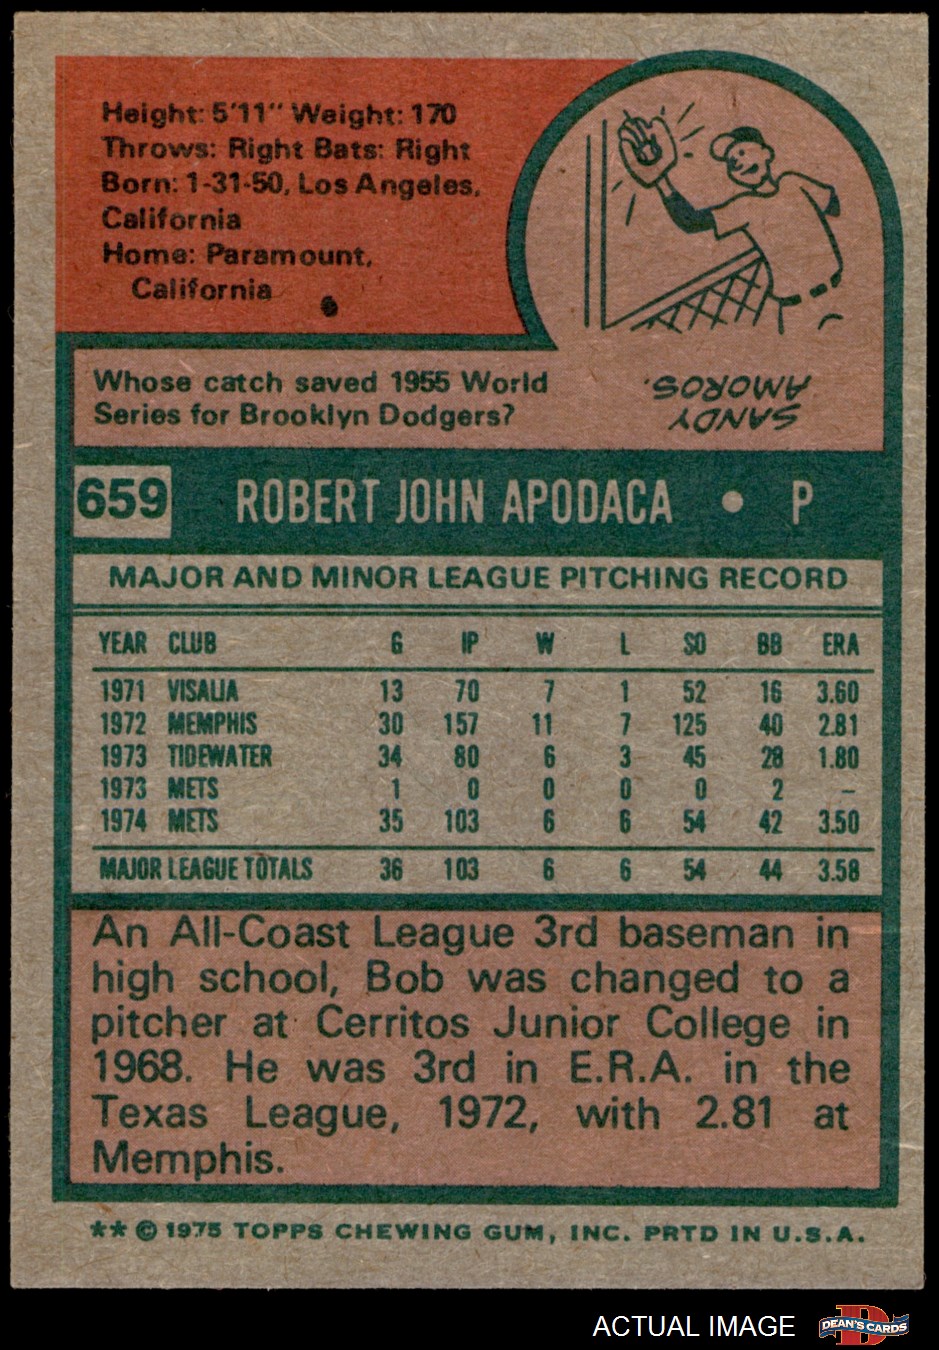 Height: 5'11" Weight: 170
Throws: Right Bats: Right
Born: 1-31-50, Los Angeles,
California
Home: Paramount,
California
Whose catch saved 1955 World
Series for Brooklyn Dodgers?
SANDY
AMOROS.
659 ROBERT JOHN APODACA • P
MAJOR AND MINOR LEAGUE PITCHING RECORD
YEAR CLUB G IP W L SO BB ERA
1971 VISALIA 13 70 7 1 52 16 3.60
1972 MEMPHIS 30 157 11 7 125 40 2.81
1973 TIDEWATER 34 80 6 3 45 28 1.80
1973 METS 1 0 0 0 0 2 –
1974 METS 35 103 6 6 54 42 3.50
MAJOR LEAGUE TOTALS 36 103 6 6 54 44 3.58
An All-Coast League 3rd baseman in
high school, Bob was changed to a
pitcher at Cerritos Junior College in
1968. He was 3rd in E.R.A. in the
Texas League, 1972, with 2.81 at
Memphis.
** © 1975 TOPPS CHEWING GUM, INC. PRTD IN U.S.A.
ACTUAL IMAGE
DEAN'S CARDS